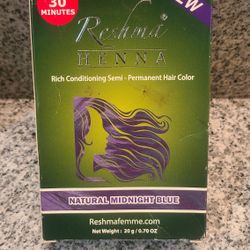 30
MINUTES
NEW
Reshma
HENNA
Rich Conditioning Semi - Permanent Hair Color
NATURAL MIDNIGHT BLUE
Reshmafemme.com
Net Weight : 20 g / 0.70 OZ